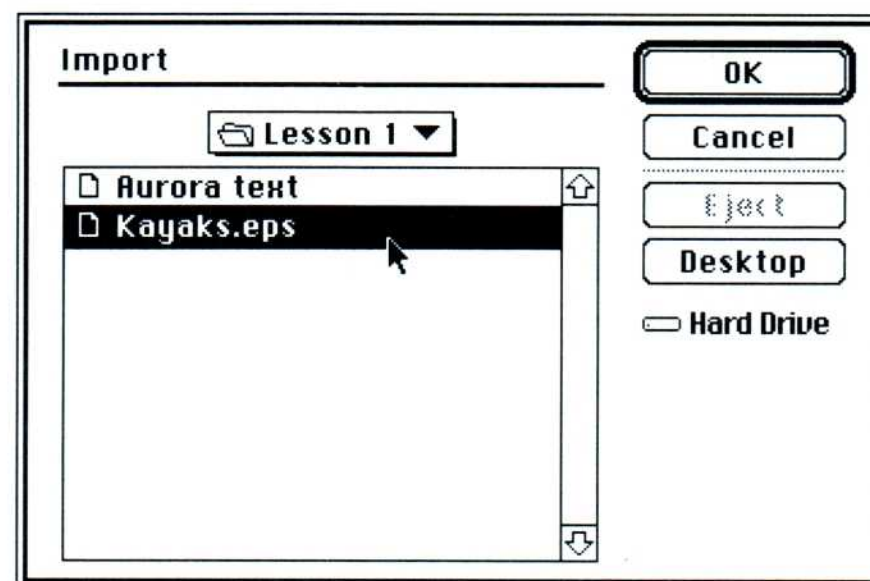 Import
Lesson 1
Aurora text
Kayaks.eps
OK
Cancel
Eject
Desktop
Hard Drive